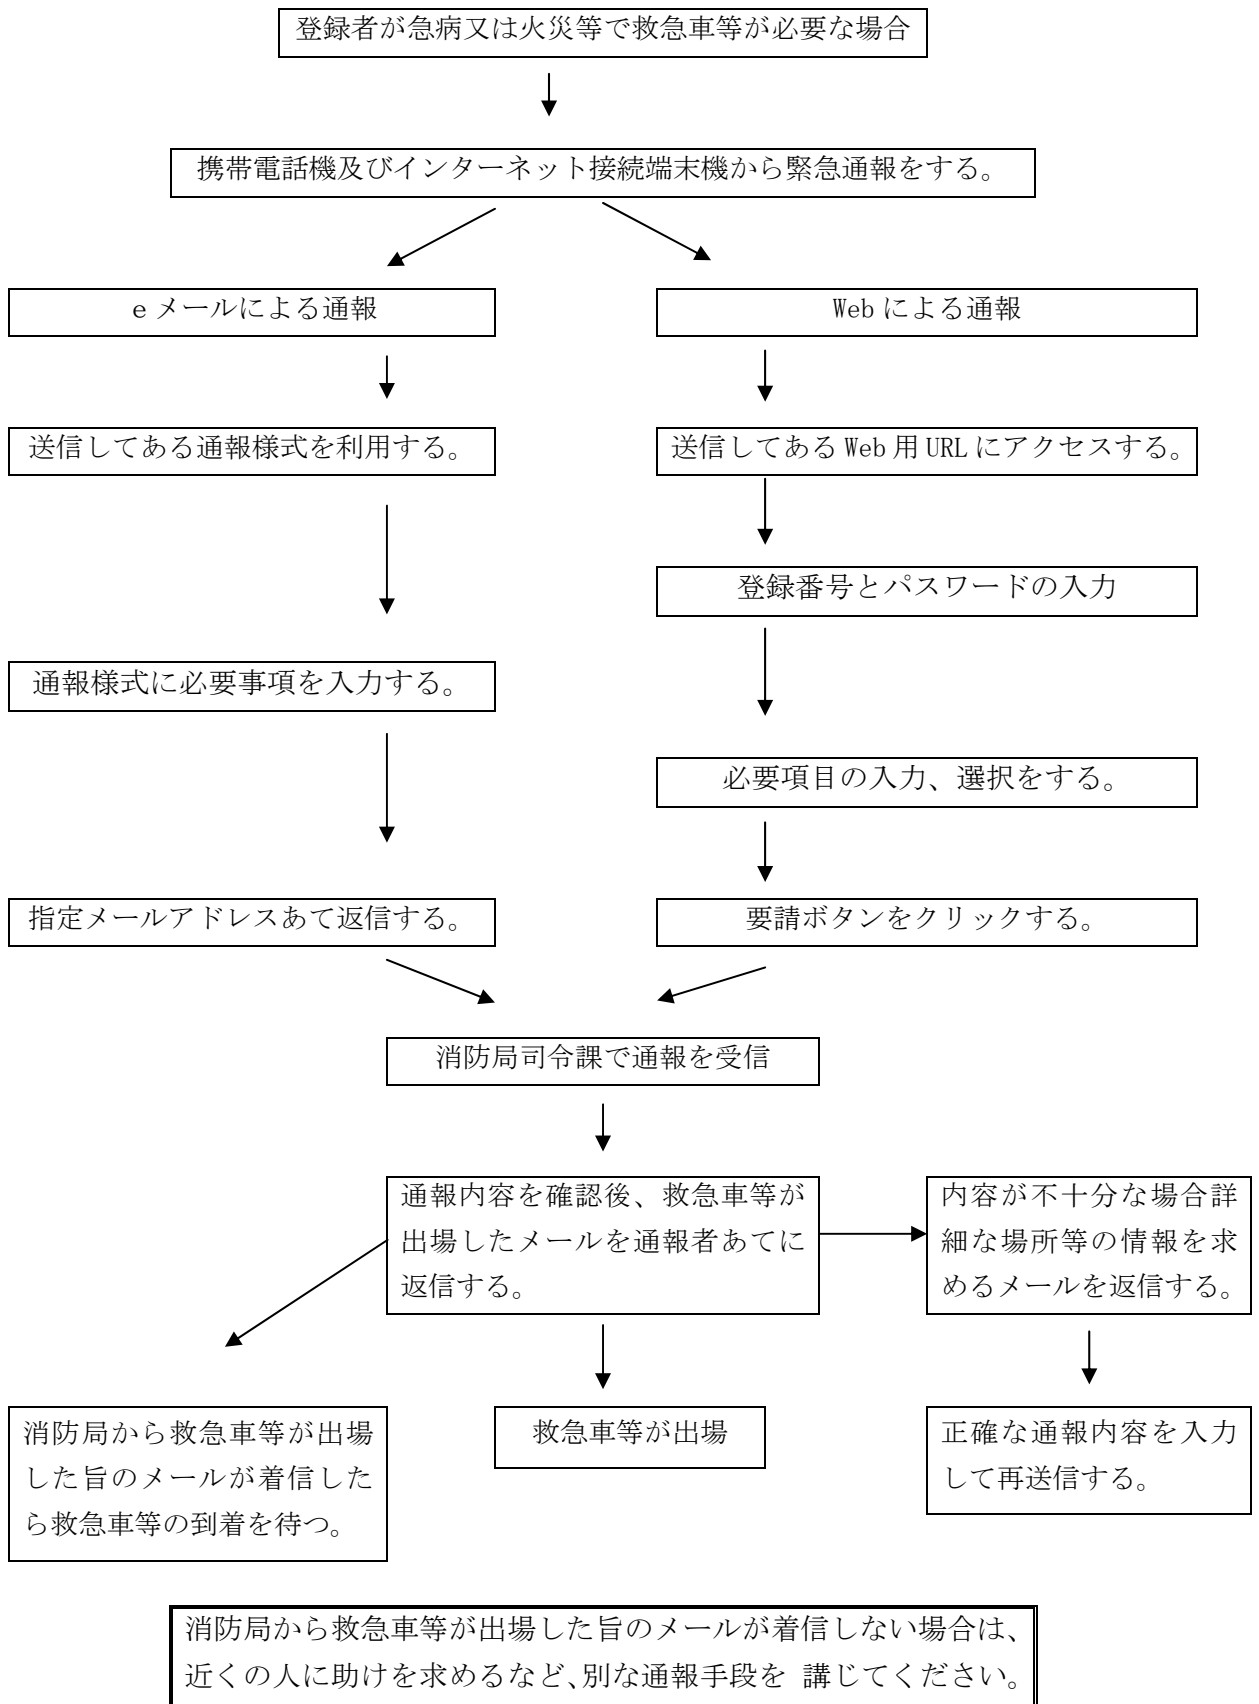 登録者が急病又は火災等で救急車等が必要な場合
携帯電話機及びインターネット接続端末機から緊急通報をする。
eメールによる通報
Webによる通報
送信してある通報様式を利用する。
送信してあるWeb用URLにアクセスする。
登録番号とパスワードの入力
通報様式に必要事項を入力する。
必要項目の入力、選択をする。
指定メールアドレスあて返信する。
要請ボタンをクリックする。
消防局司令課で通報を受信
通報内容を確認後、救急車等が
出場したメールを通報者あてに
返信する。
内容が不十分な場合詳
細な場所等の情報を求
めるメールを返信する。
消防局から救急車等が出場
した旨のメールが着信した
ら救急車等の到着を待つ。
救急車等が出場
正確な通報内容を入力
して再送信する。
消防局から救急車等が出場した旨のメールが着信しない場合は、
近くの人に助けを求めるなど、別な通報手段を 講じてください。